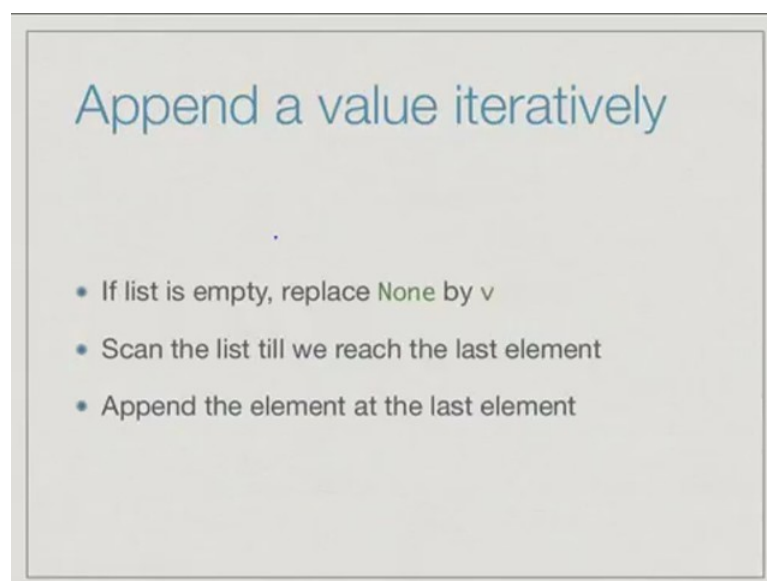 Append a value iteratively
• If list is empty, replace None by v
• Scan the list till we reach the last element
• Append the element at the last element